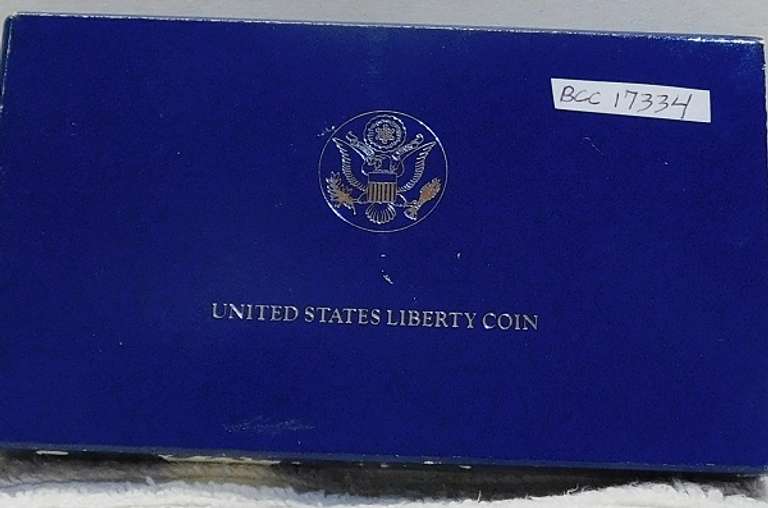 BCC 17334
UNITED STATES LIBERTY COIN